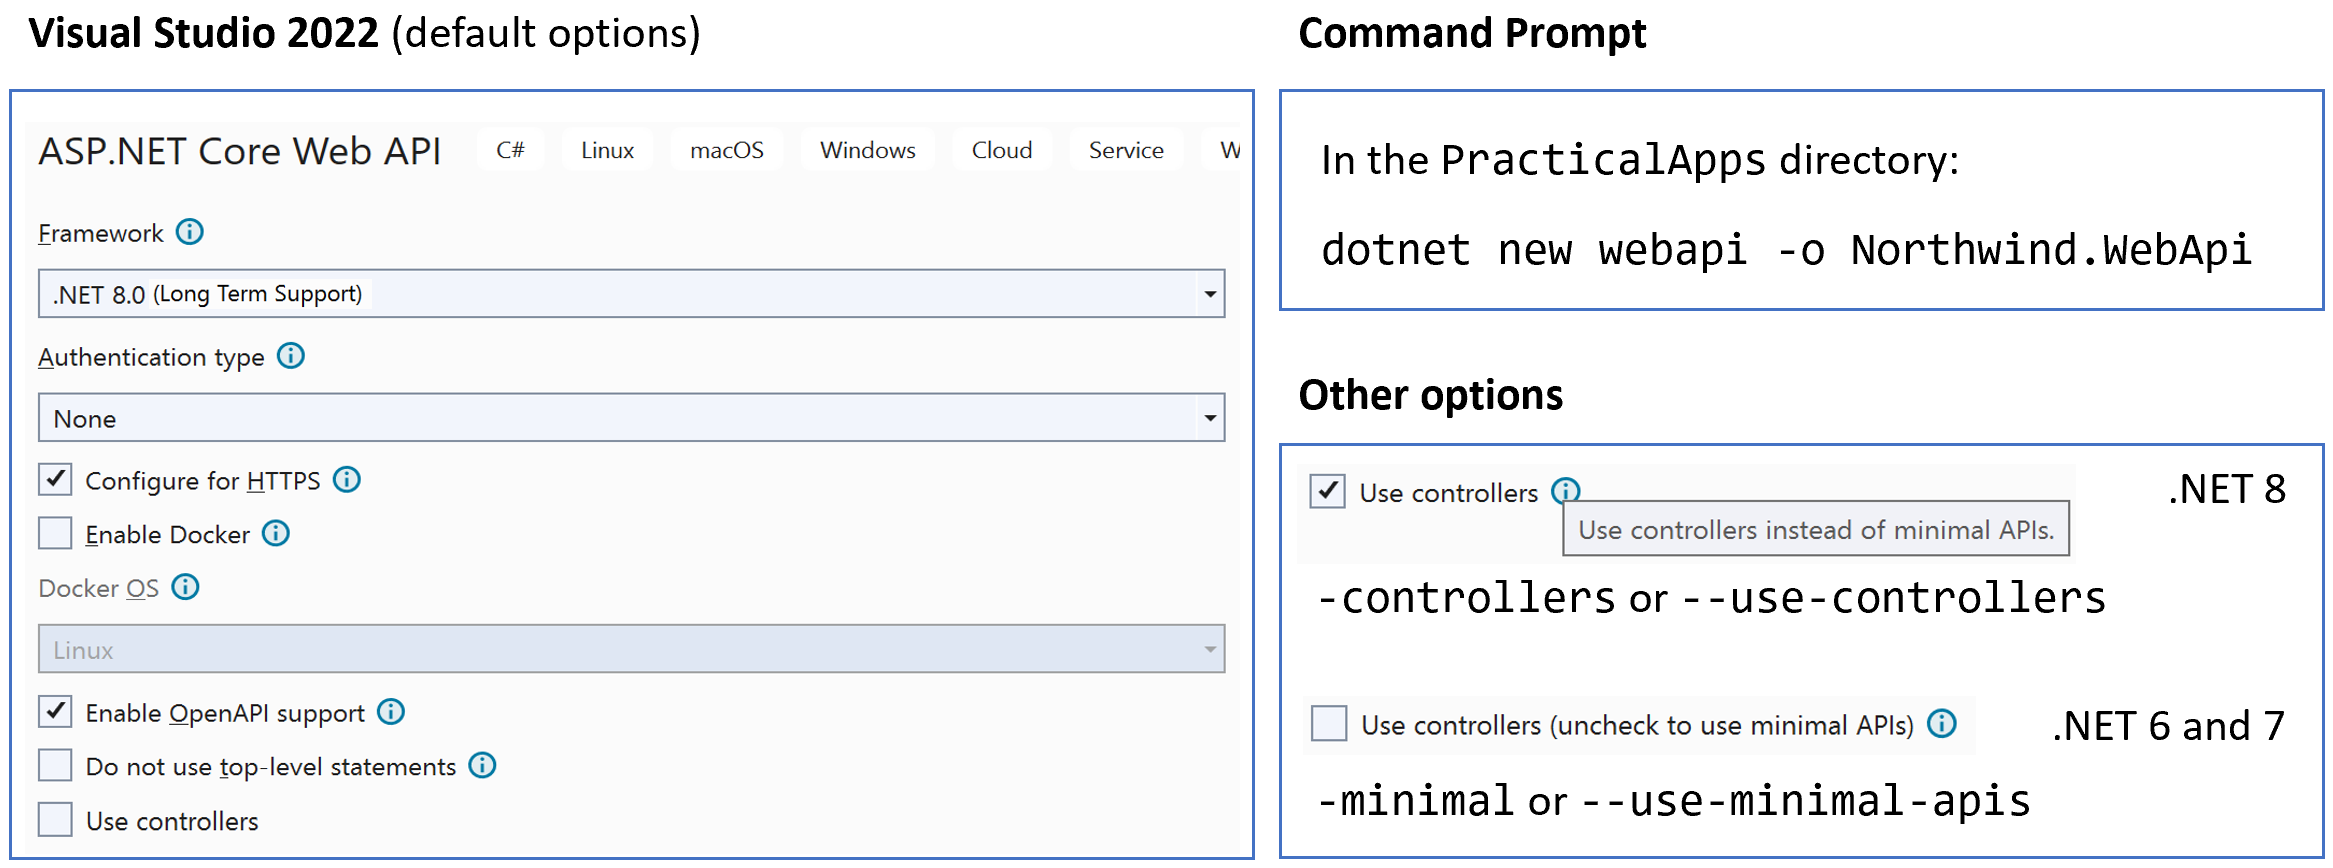 Visual Studio 2022 (default options)
ASP.NET Core Web API C# Linux macOS Windows Cloud Service W
Framework
.NET 8.0 (Long Term Support)
Authentication type
None
Configure for HTTPS
Enable Docker
Docker OS
Linux
Enable OpenAPI support
Do not use top-level statements
Use controllers
Command Prompt
In the PracticalApps directory:
dotnet new webapi -o Northwind.WebApi
Other options
Use controllers .NET 8
Use controllers instead of minimal APIs.
-controllers or --use-controllers
Use controllers (uncheck to use minimal APIs) .NET 6 and 7
-minimal or --use-minimal-apis